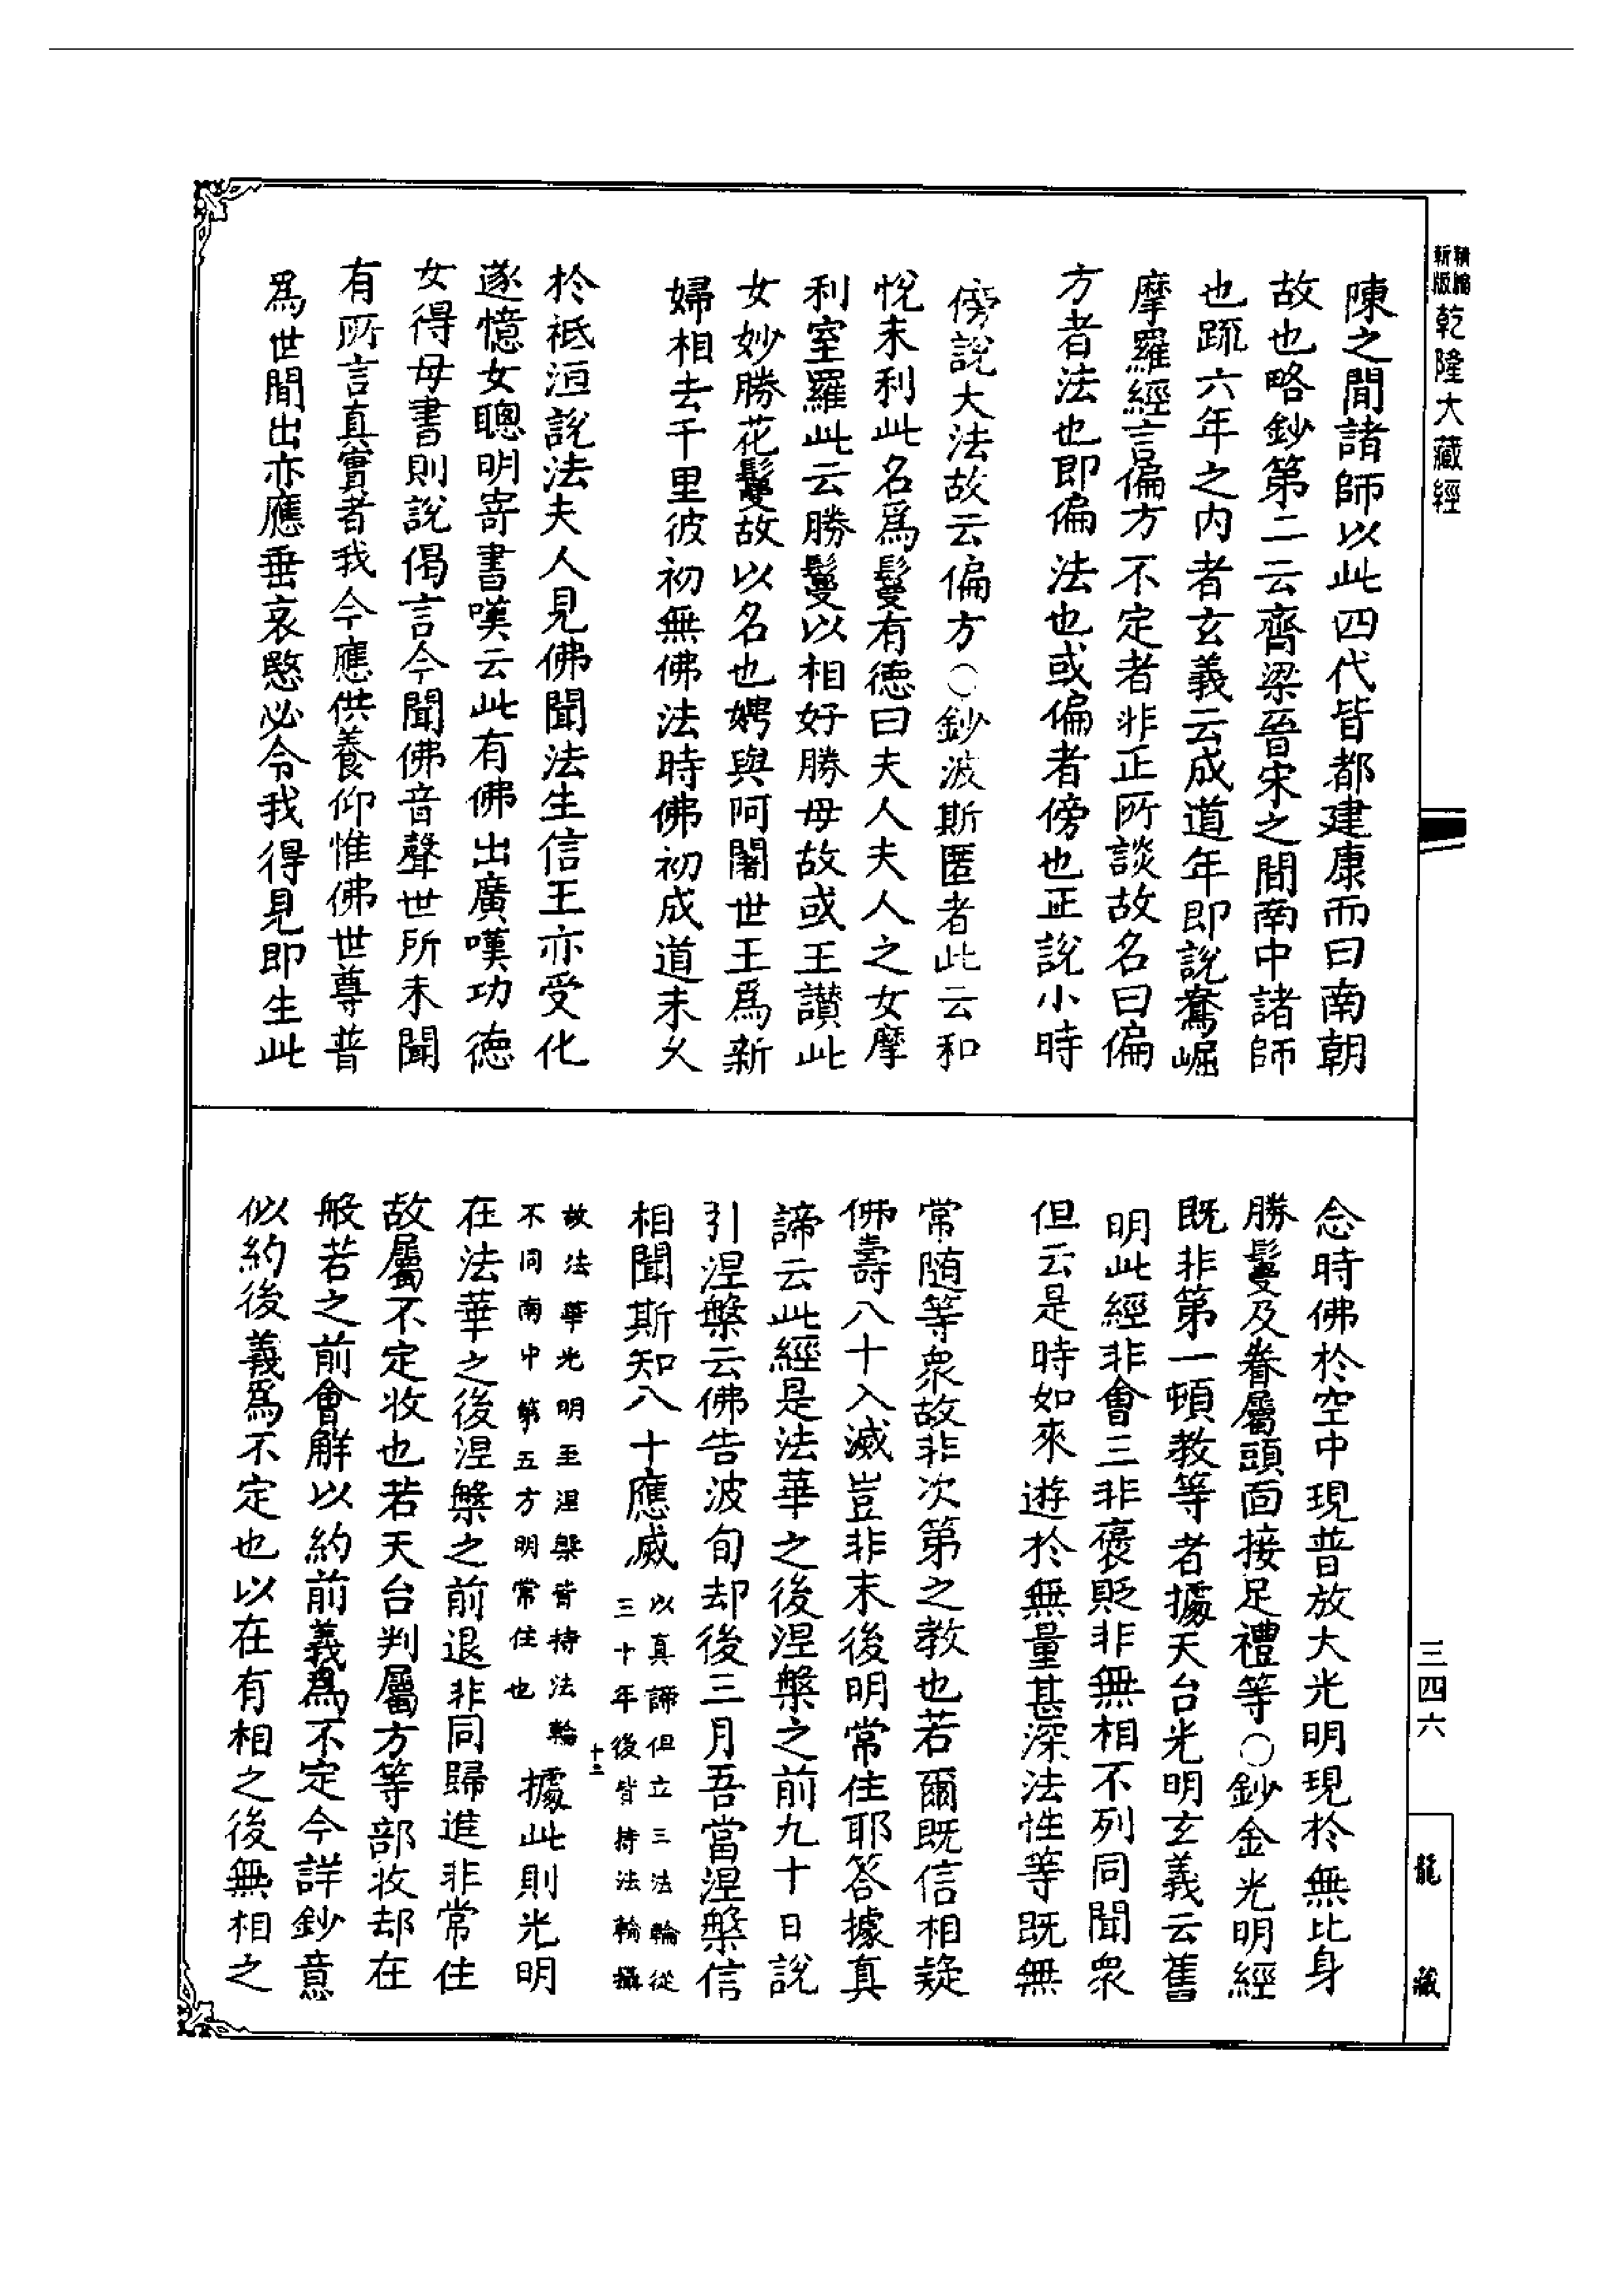 精編
新版
乾隆大藏經
陳之間諸師以此四代皆都建康而曰南朝
故也略鈔第二云齊梁晉宋之間南中諸師
也䟽六年之内者玄義云成道年即說鴦崛
摩羅經言偏方不定者非正所談故名曰偏
方者法也即偏法也或偏者傍也正說小時
傍說大法故云偏方○鈔波斯匿者此云和
悅末利此名爲鬘有德曰夫人夫人之女摩
利室羅此云勝鬘以相好勝母故或王讃此
女妙勝花鬘故以名也娉與阿闍世王爲新
婦相去千里彼初無佛法時佛初成道未久
於祗洹說法夫人見佛聞法生信王亦受化
遂憶女聰明寄書嘆云此有佛出廣嘆功德
女得母書則說偈言今聞佛音聲世所未聞
有所言真實者我今應供養仰惟佛世尊普
爲世間出亦應垂哀愍必令我得見即生此
念時佛於空中現普放大光明現於無比身
勝鬘及眷屬頭面接足禮等○鈔金光明經
既非第一頓教等者據天台光明玄義云舊
明此經非會三非褒貶非無相不列同聞衆
但云是時如來遊於無量甚深法性等既無
常隨等衆故非次第之教也若爾既信相疑
佛壽八十入滅豈非末後明常住耶答據真
諦云此經是法華之後涅槃之前九十日說
引涅槃云佛告波旬却後三月吾當涅槃信
相聞斯知八十應滅
以真諦但立三法輪從
三十年後皆持法輪攝
十二
故法華光明至涅槃皆持法輪
不同南中第五方明常住也
據此則光明
在法華之後涅槃之前退非同歸進非常住
故屬不定收也若天台判屬方等部收却在
般若之前會解以約前義爲不定今詳鈔意
似約後義爲不定也以在有相之後無相之
三四六
龍藏